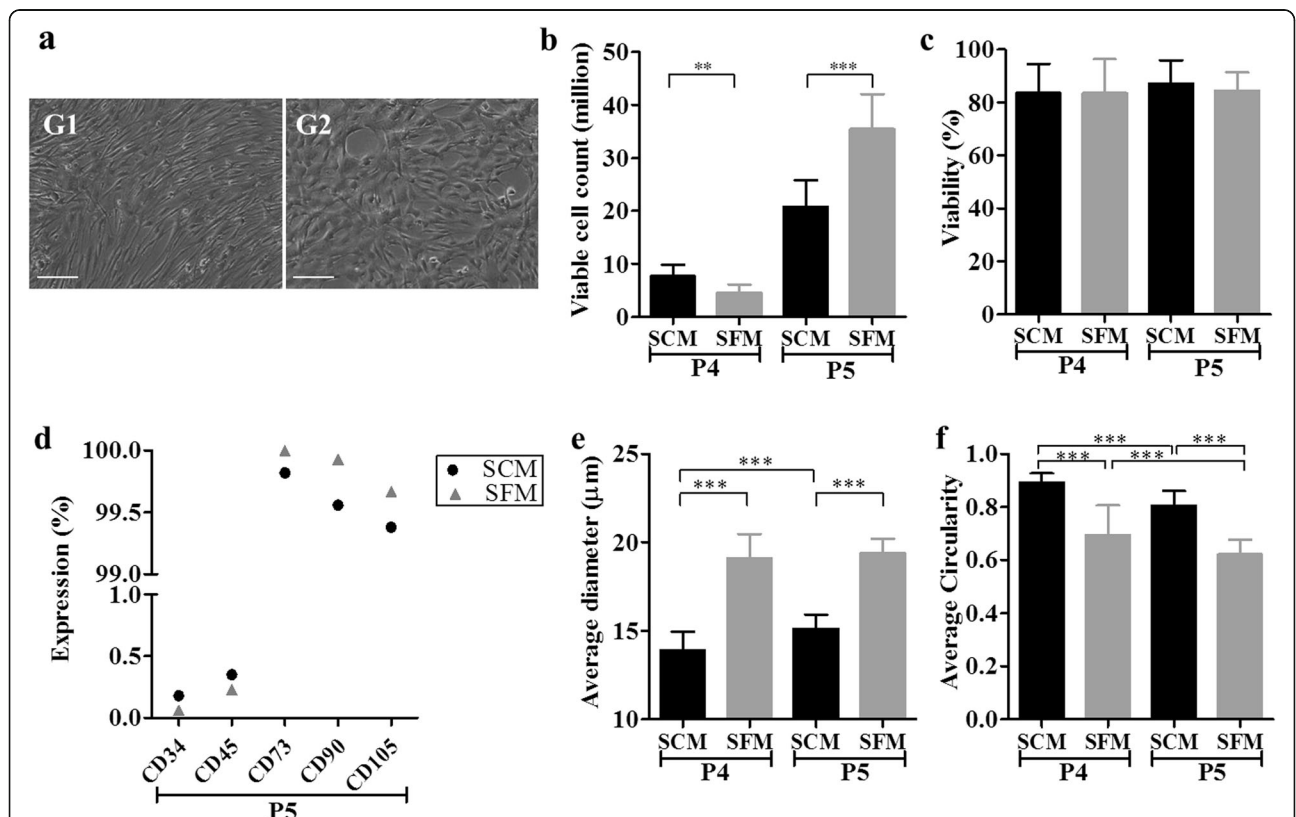 a
G1
G2
b
Viable cell count (million)
50
40
30
20
10
0
**
***
SCM SFM SCM SFM
P4 P5
c
Viability (%)
100
80
60
40
20
0
SCM SFM SCM SFM
P4 P5
d
Expression (%)
100.0
99.5
99.0
1.0
0.5
0.0
CD34 CD45 CD73 CD90 CD105
P5
SCM
SFM
e
Average diameter (µm)
25
20
15
10
***
*** ***
SCM SFM SCM SFM
P4 P5
f
Average Circularity
1.0
0.8
0.6
0.4
0.2
0.0
*** ***
*** ***
SCM SFM SCM SFM
P4 P5